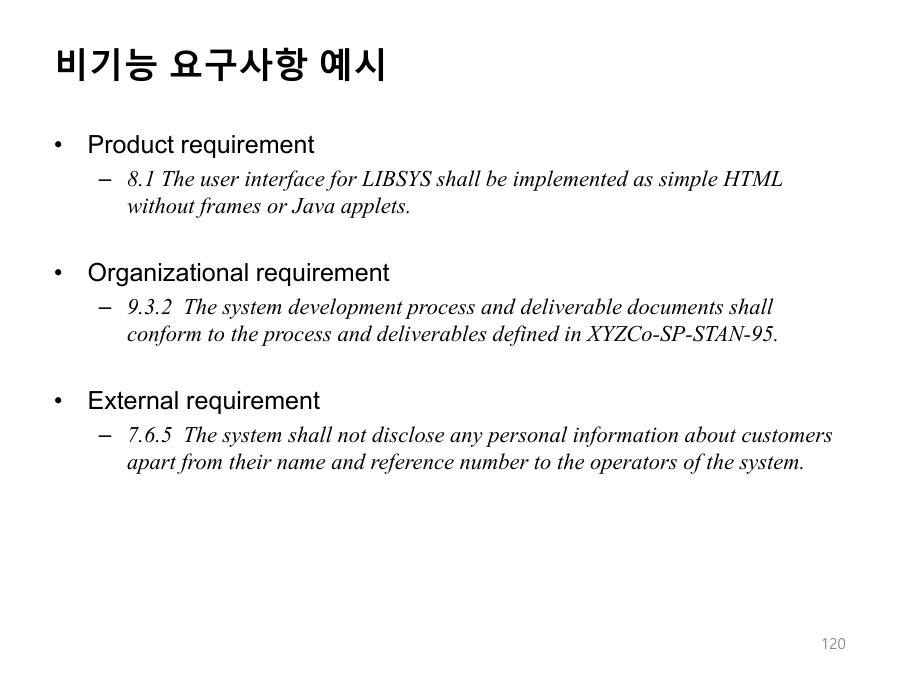 비기능 요구사항 예시
• Product requirement
– 8.1 The user interface for LIBSYS shall be implemented as simple HTML
without frames or Java applets.
• Organizational requirement
– 9.3.2  The system development process and deliverable documents shall
conform to the process and deliverables defined in XYZCo-SP-STAN-95.
• External requirement
– 7.6.5  The system shall not disclose any personal information about customers
apart from their name and reference number to the operators of the system.
120